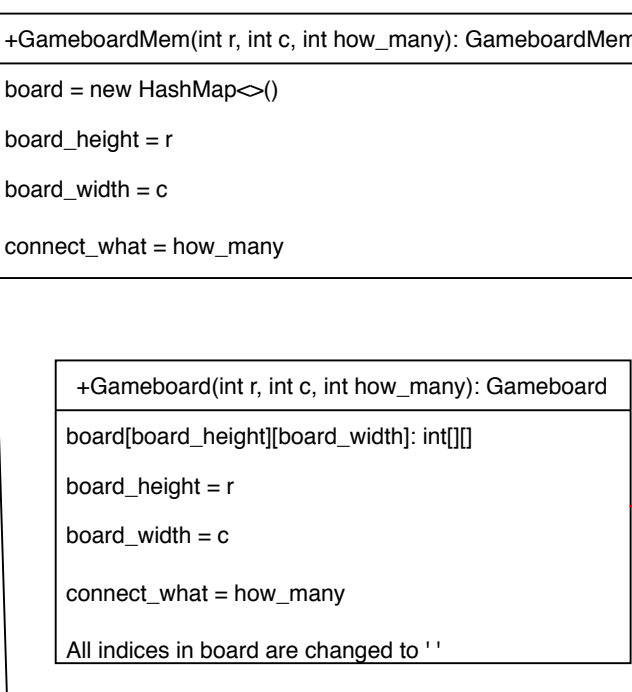 +GameboardMem(int r, int c, int how_many): GameboardMem
board = new HashMap<>()
board_height = r
board_width = c
connect_what = how_many
+Gameboard(int r, int c, int how_many): Gameboard
board[board_height][board_width]: int[][]
board_height = r
board_width = c
connect_what = how_many
All indices in board are changed to ' '